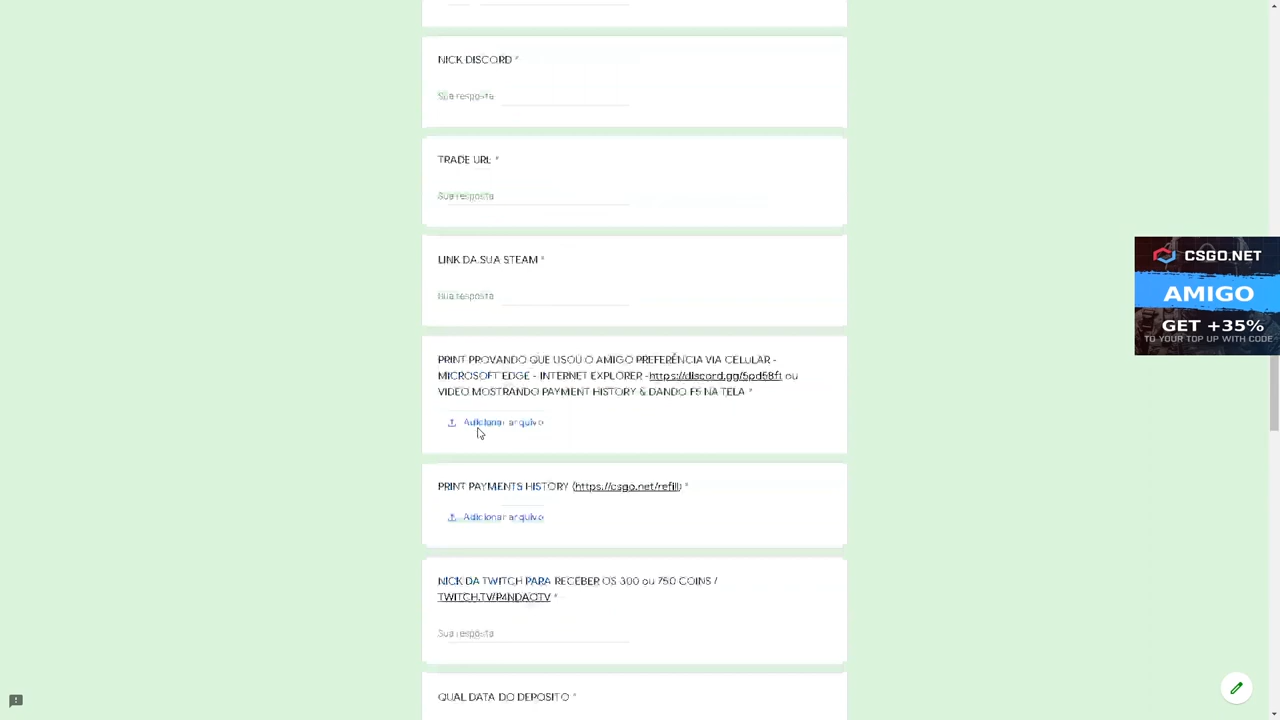 NICK DISCORD *
Sua resposta
TRADE URL *
Sua resposta
LINK DA SUA STEAM *
Sua resposta
PRINT PROVANDO QUE USOU O AMIGO PREFERÊNCIA VIA CELULAR -
MICROSOFT EDGE - INTERNET EXPLORER -https://discord.gg/ ou
VIDEO MOSTRANDO PAYMENT HISTORY & DANDO F5 NA TELA *
Adicionar arquivo
PRINT PAYMENTS HISTORY (https://csgo.net/refill) *
Adicionar arquivo
NICK DA TWITCH PARA RECEBER OS 300 ou 750 COINS /
TWITCH.TV/P4NDAOTV *
Sua resposta
QUAL DATA DO DEPOSITO *
CSGO.NET
AMIGO
GET +35%
TO YOUR TOP UP WITH CODE